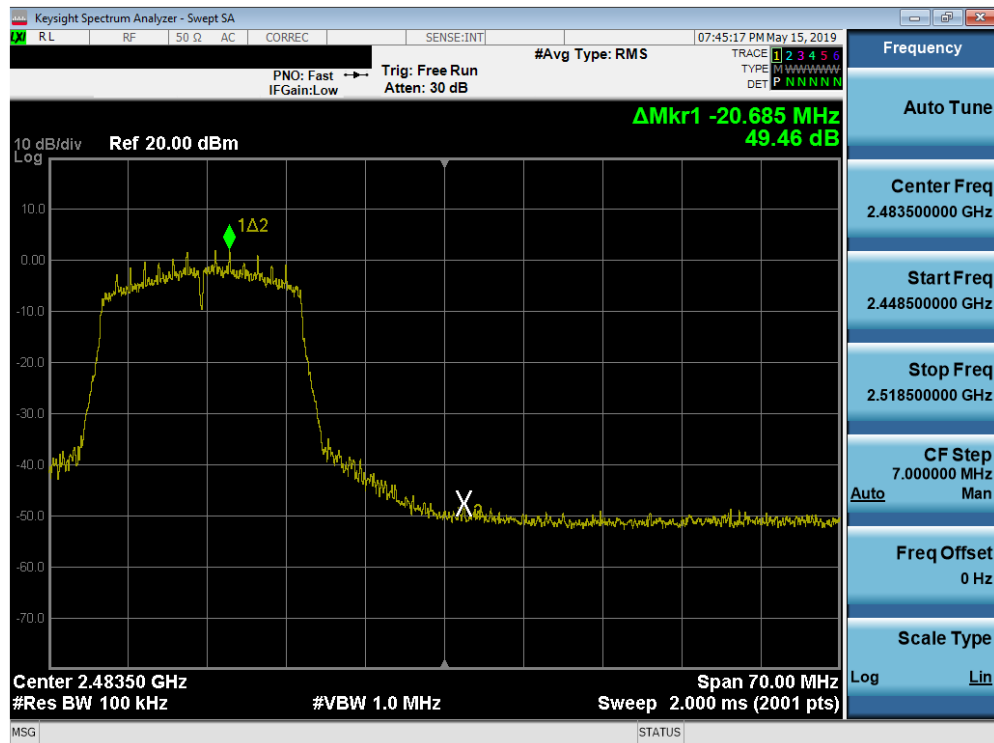 Keysight Spectrum Analyzer - Swept SA
LXI RL RF 50 Ω AC CORREC SENSE:INT 07:45:17 PM May 15, 2019
#Avg Type: RMS
TRACE 1 2 3 4 5 6
TYPE M W W W W W
DET P N N N N N
PNO: Fast
IFGain:Low
Trig: Free Run
Atten: 30 dB
ΔMkr1 -20.685 MHz
49.46 dB
10 dB/div
Log
Ref 20.00 dBm
10.0
0.00
-10.0
-20.0
-30.0
-40.0
-50.0
-60.0
-70.0
1Δ2
X2
Center 2.48350 GHz
Span 70.00 MHz
#Res BW 100 kHz
#VBW 1.0 MHz
Sweep 2.000 ms (2001 pts)
MSG
STATUS
Frequency
Auto Tune
Center Freq
2.483500000 GHz
Start Freq
2.448500000 GHz
Stop Freq
2.518500000 GHz
CF Step
7.000000 MHz
Auto Man
Freq Offset
0 Hz
Scale Type
Log Lin